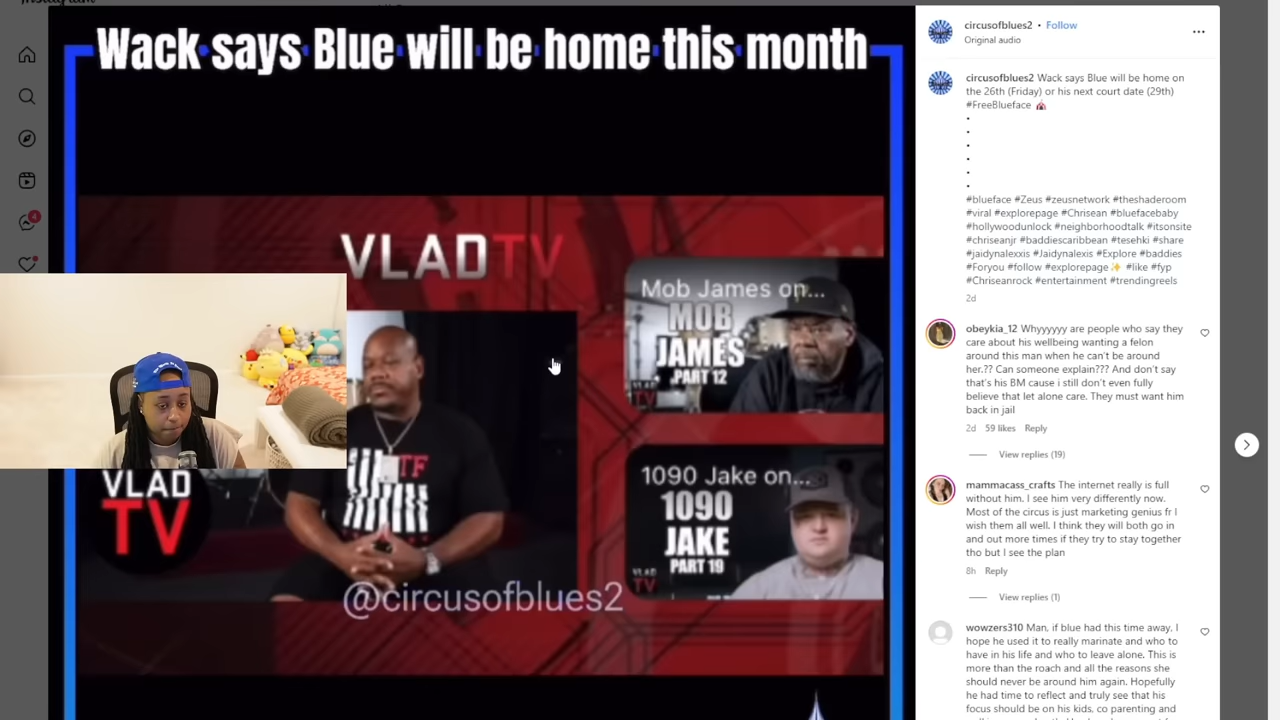 Wack says Blue will be home this month
VLADTV
Mob James on...
MOB
JAMES
PART 12
1090 Jake on...
1090
JAKE
PART 19
VLAD
TV
@circusofblues2
circusofblues2 • Follow
Original audio
circusofblues2 Wack says Blue will be home on
the 26th (Friday) or his next court date (29th)
#FreeBlueface 🎪
•
•
•
•
•
•
#blueface #Zeus #zeusnetwork #theshaderoom
#viral #explorepage #Chrisean #bluefacebaby
#hollywoodunlock #neighborhoodtalk #itsonsite
#chriseanjr #baddiescaribbean #tesehki #share
#jaidynalexxis #Jaidynalexis #Explore #baddies
#Foryou #follow #explorepage✨ #like #fyp
#Chriseanrock #entertainment #trendingreels
2d
obeykia_12 Whyyyyyy are people who say they
care about his wellbeing wanting a felon
around this man when he can't be around
her.?? Can someone explain??? And don't say
that's his BM cause i still don't even fully
believe that let alone care. They must want him
back in jail
2d 59 likes Reply
View replies (19)
mammacass_crafts The internet really is full
without him. I see him very differently now.
Most of the circus is just marketing genius fr I
wish them all well. I think they will both go in
and out more times if they try to stay together
tho but I see the plan
8h Reply
View replies (1)
wowzers310 Man, if blue had this time away, I
hope he used it to really marinate and who to
have in his life and who to leave alone. This is
more than the roach and all the reasons she
should never be around him again. Hopefully
he had time to reflect and truly see that his
focus should be on his kids, co parenting and
4